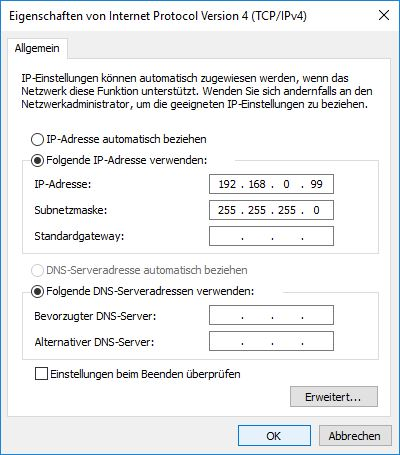 Eigenschaften von Internet Protocol Version 4 (TCP/IPv4)
Allgemein
IP-Einstellungen können automatisch zugewiesen werden, wenn das
Netzwerk diese Funktion unterstützt. Wenden Sie sich andernfalls an den
Netzwerkadministrator, um die geeigneten IP-Einstellungen zu beziehen.
IP-Adresse automatisch beziehen
Folgende IP-Adresse verwenden:
IP-Adresse: 192 . 168 . 0 . 99
Subnetzmaske: 255 . 255 . 255 . 0
Standardgateway: . . .
DNS-Serveradresse automatisch beziehen
Folgende DNS-Serveradressen verwenden:
Bevorzugter DNS-Server: . . .
Alternativer DNS-Server: . . .
Einstellungen beim Beenden überprüfen
Erweitert...
OK Abbrechen